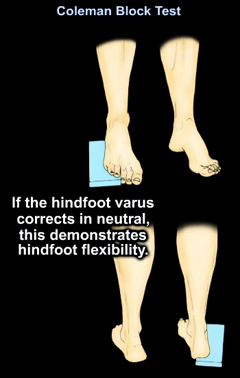 Coleman Block Test
If the hindfoot varus
corrects in neutral,
this demonstrates
hindfoot flexibility.